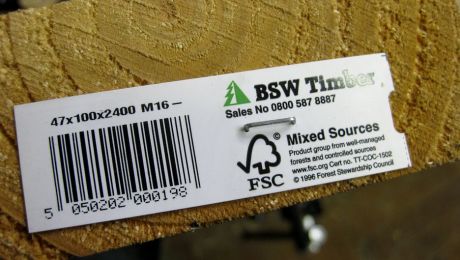 47x100x2400 M16 –
5 050202 000198
BSW Timber
Sales No 0800 587 8887
FSC
Mixed Sources
Product group from well-managed
forests and controlled sources
www.fsc.org Cert no. TT-COC-1502
© 1996 Forest Stewardship Council